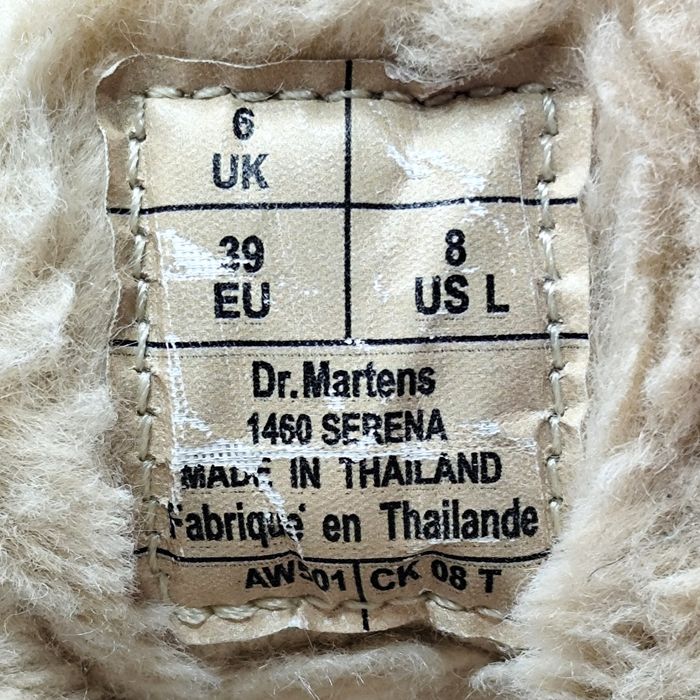 6
UK
39
EU
8
US L
Dr.Martens
1460 SERENA
MADE IN THAILAND
Fabriqué en Thailande
CK 08 T